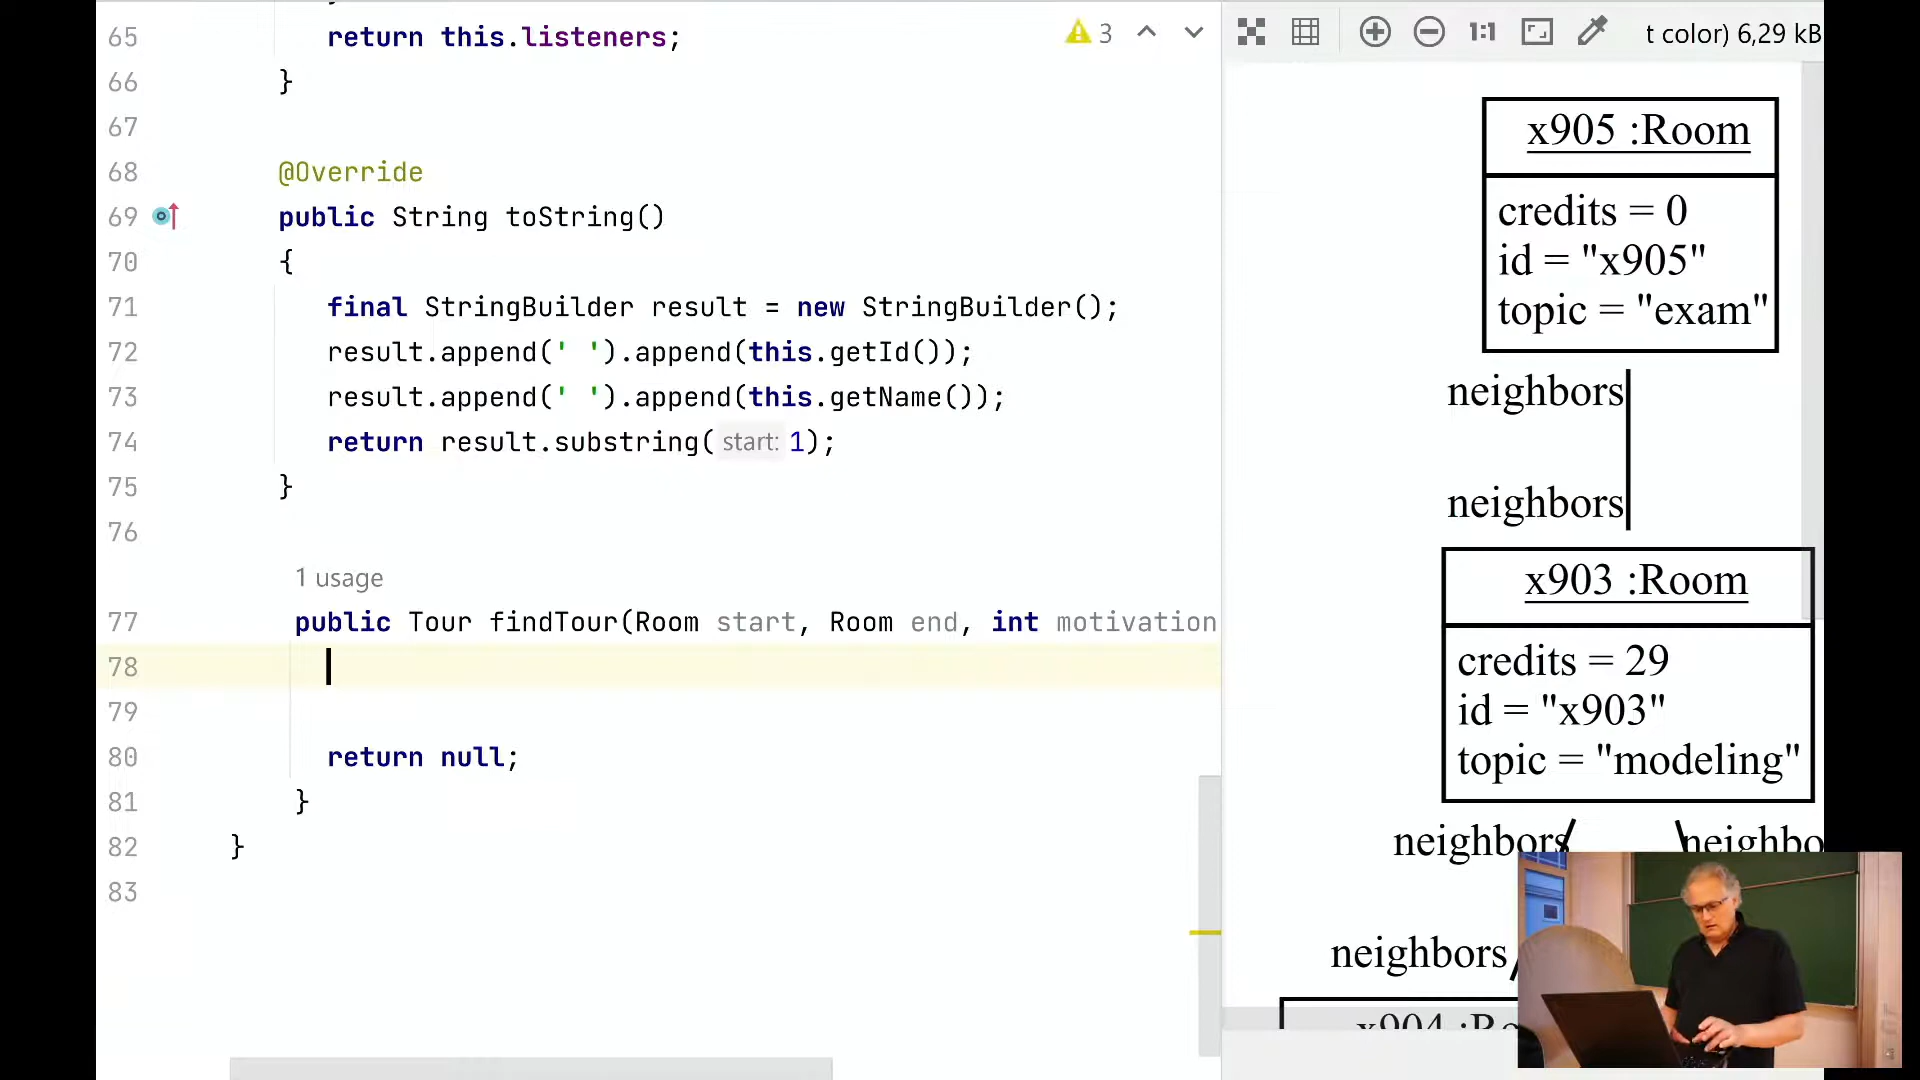 65 return this.listeners;
66 }
67
68 @Override
69 public String toString()
70 {
71 final StringBuilder result = new StringBuilder();
72 result.append(' ').append(this.getId());
73 result.append(' ').append(this.getName());
74 return result.substring( start: 1);
75 }
76
1 usage
77 public Tour findTour(Room start, Room end, int motivation
78
79
80 return null;
81 }
82 }
83
3
1:1
t color) 6,29 kB
x905 :Room
credits = 0
id = "x905"
topic = "exam"
neighbors
neighbors
x903 :Room
credits = 29
id = "x903"
topic = "modeling"
neighbors
neighbo
neighbors
x904 :Ro